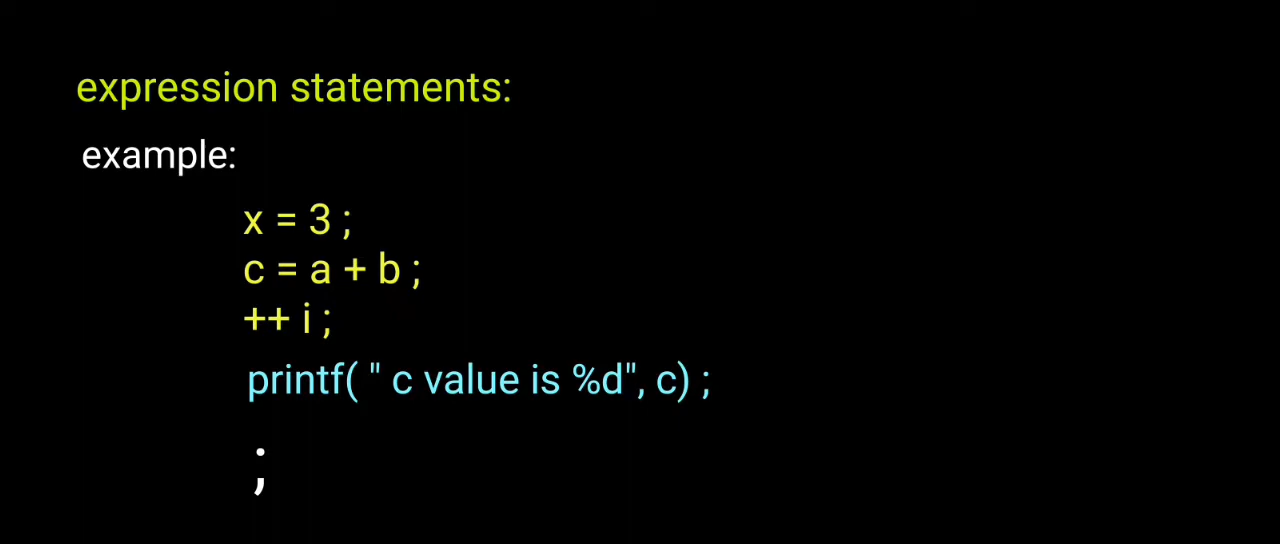 expression statements:
example:
x = 3 ;
c = a + b ;
++ i ;
printf( " c value is %d", c) ;
;